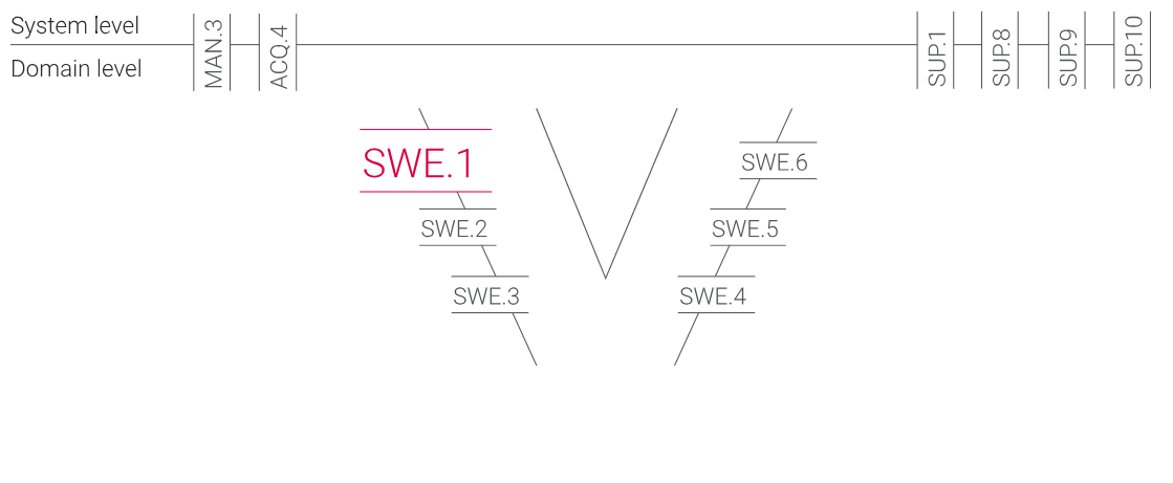 System level
Domain level
MAN.3
ACQ.4
SUP.1
SUP.8
SUP.9
SUP.10
SWE.1
SWE.2
SWE.3
SWE.6
SWE.5
SWE.4